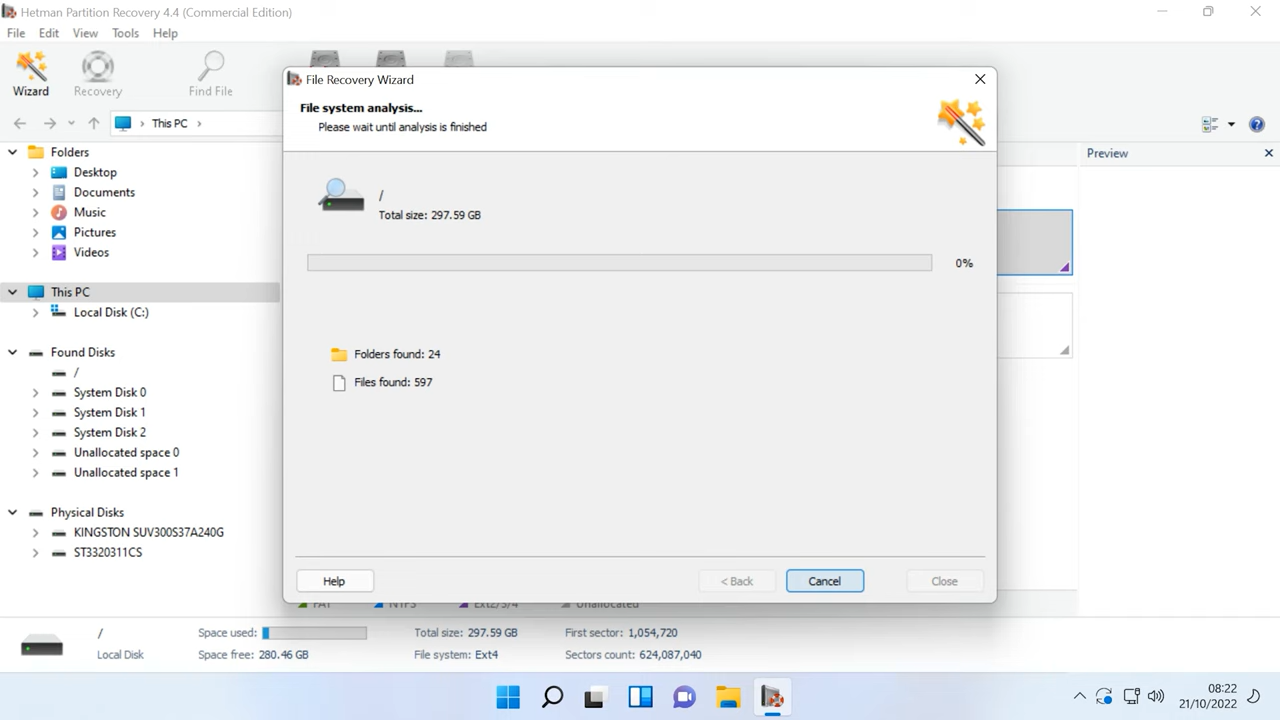 Hetman Partition Recovery 4.4 (Commercial Edition)
File Edit View Tools Help
Wizard
Recovery
Find File
This PC
Folders
Desktop
Documents
Music
Pictures
Videos
This PC
Local Disk (C:)
Found Disks
/
System Disk 0
System Disk 1
System Disk 2
Unallocated space 0
Unallocated space 1
Physical Disks
KINGSTON SUV300S37A240G
ST3320311CS
File Recovery Wizard
File system analysis...
Please wait until analysis is finished
/
Total size: 297.59 GB
0%
Folders found: 24
Files found: 597
Help
< Back
Cancel
Close
Preview
FAT NTFS Ext2/3/4 Unallocated
/
Local Disk
Space used:
Space free: 280.46 GB
Total size: 297.59 GB
File system: Ext4
First sector: 1,054,720
Sectors count: 624,087,040
08:22
21/10/2022